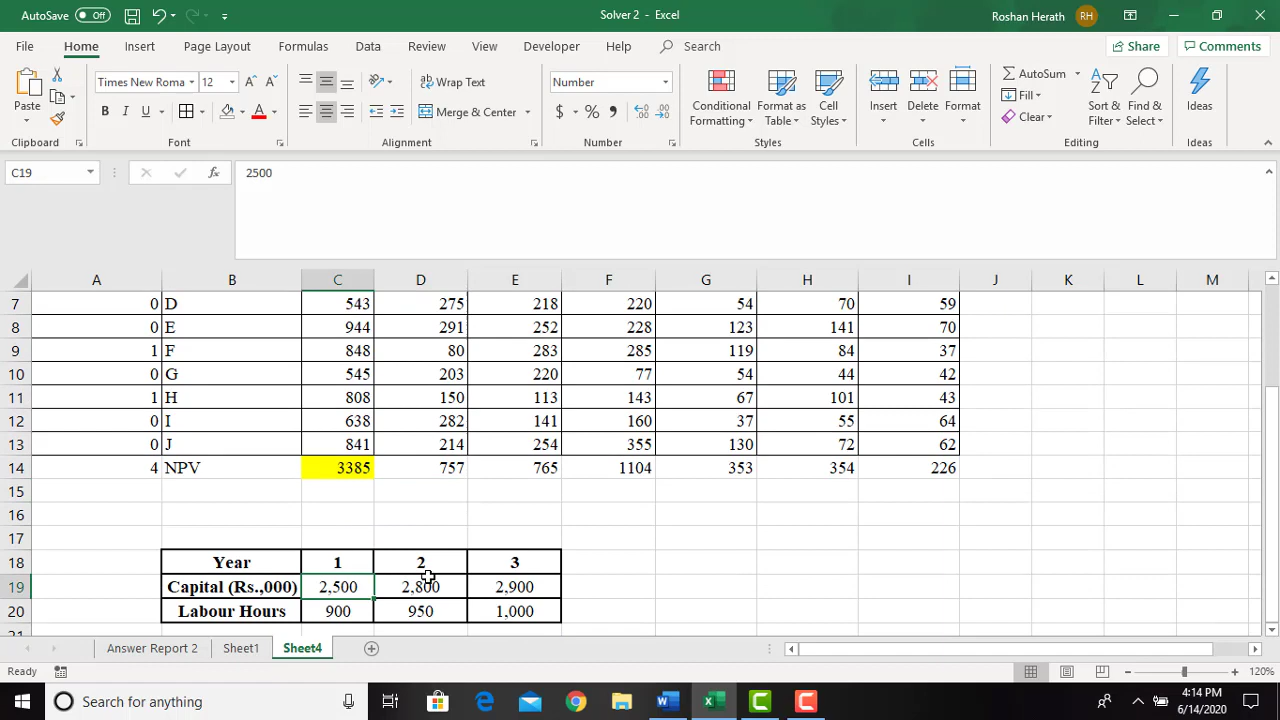 AutoSave Off Solver 2 - Excel Roshan Herath RH
File Home Insert Page Layout Formulas Data Review View Developer Help Search Share Comments
Paste Times New Roma 12 Wrap Text Number Conditional Formatting Format as Table Cell Styles Insert Delete Format AutoSum Sort & Filter Find & Select Ideas
B I U A Merge & Center $ % , Fill
Clear
Clipboard Font Alignment Number Styles Cells Editing Ideas
C19 fx 2500
A B C D E F G H I J K L M
7 0 D 543 275 218 220 54 70 59
8 0 E 944 291 252 228 123 141 70
9 1 F 848 80 283 285 119 84 37
10 0 G 545 203 220 77 54 44 42
11 1 H 808 150 113 143 67 101 43
12 0 I 638 282 141 160 37 55 64
13 0 J 841 214 254 355 130 72 62
14 4 NPV 3385 757 765 1104 353 354 226
15
16
17
18 Year 1 2 3
19 Capital (Rs.,000) 2,500 2,800 2,900
20 Labour Hours 900 950 1,000
21
Answer Report 2 Sheet1 Sheet4
Ready 120%
Search for anything 4:14 PM
6/14/2020